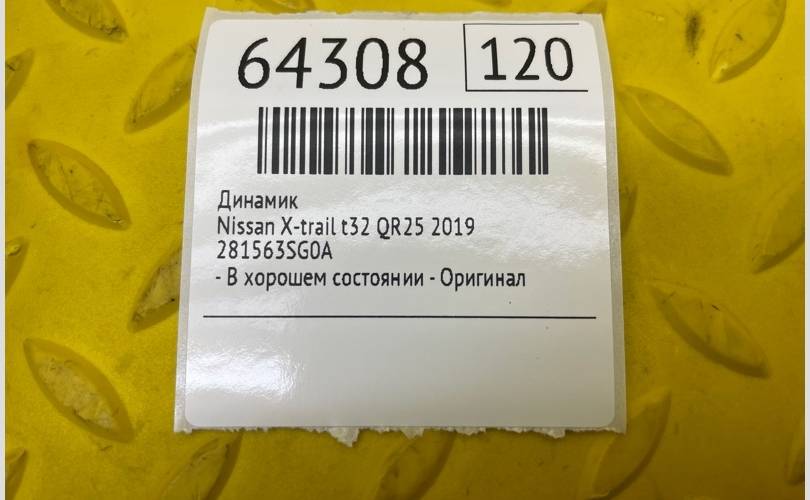 64308 120
Динамик
Nissan X-trail t32 QR25 2019
281563SG0A
- В хорошем состоянии - Оригинал